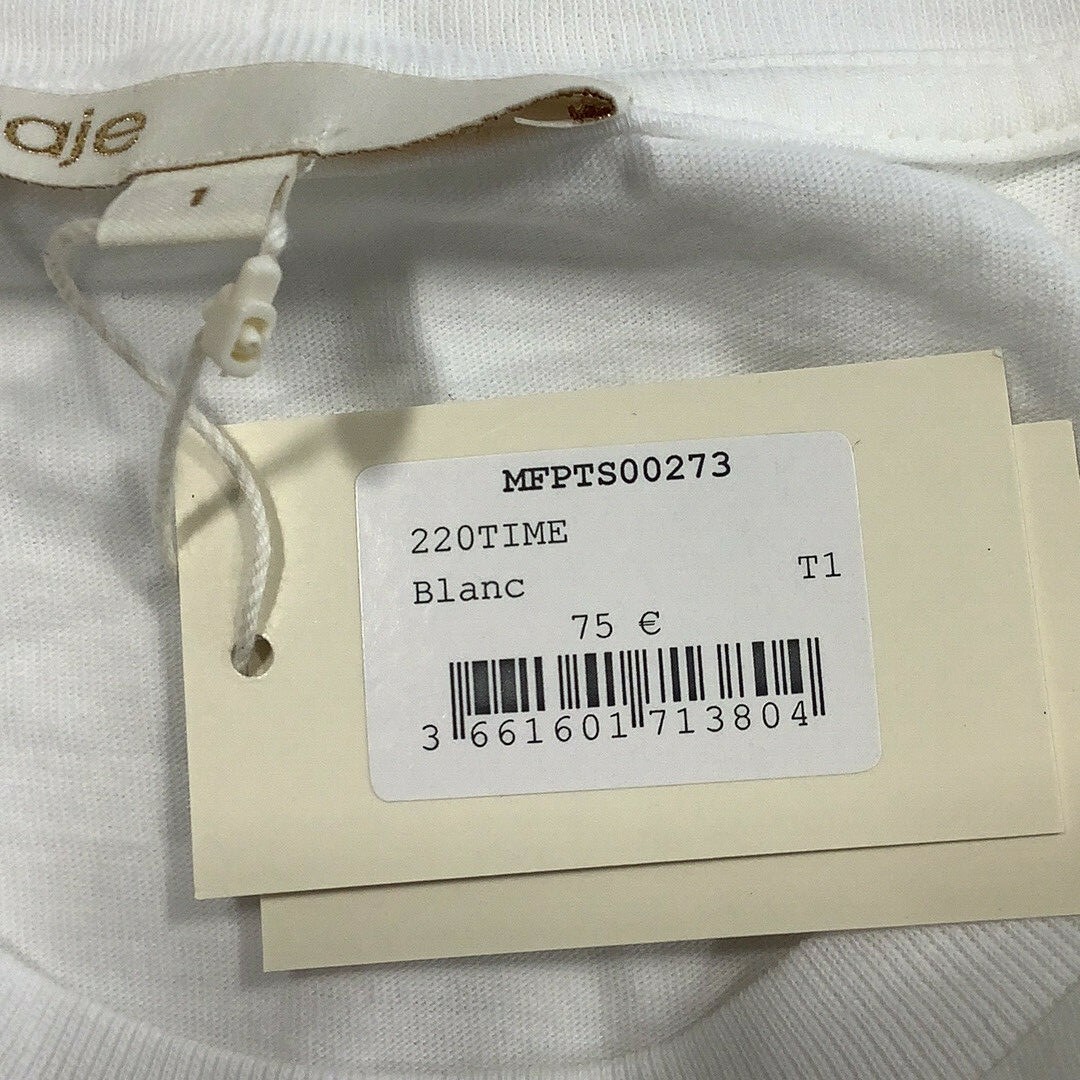 aje
1
MFPTS00273
220TIME
Blanc T1
75 €
3 661601 713804